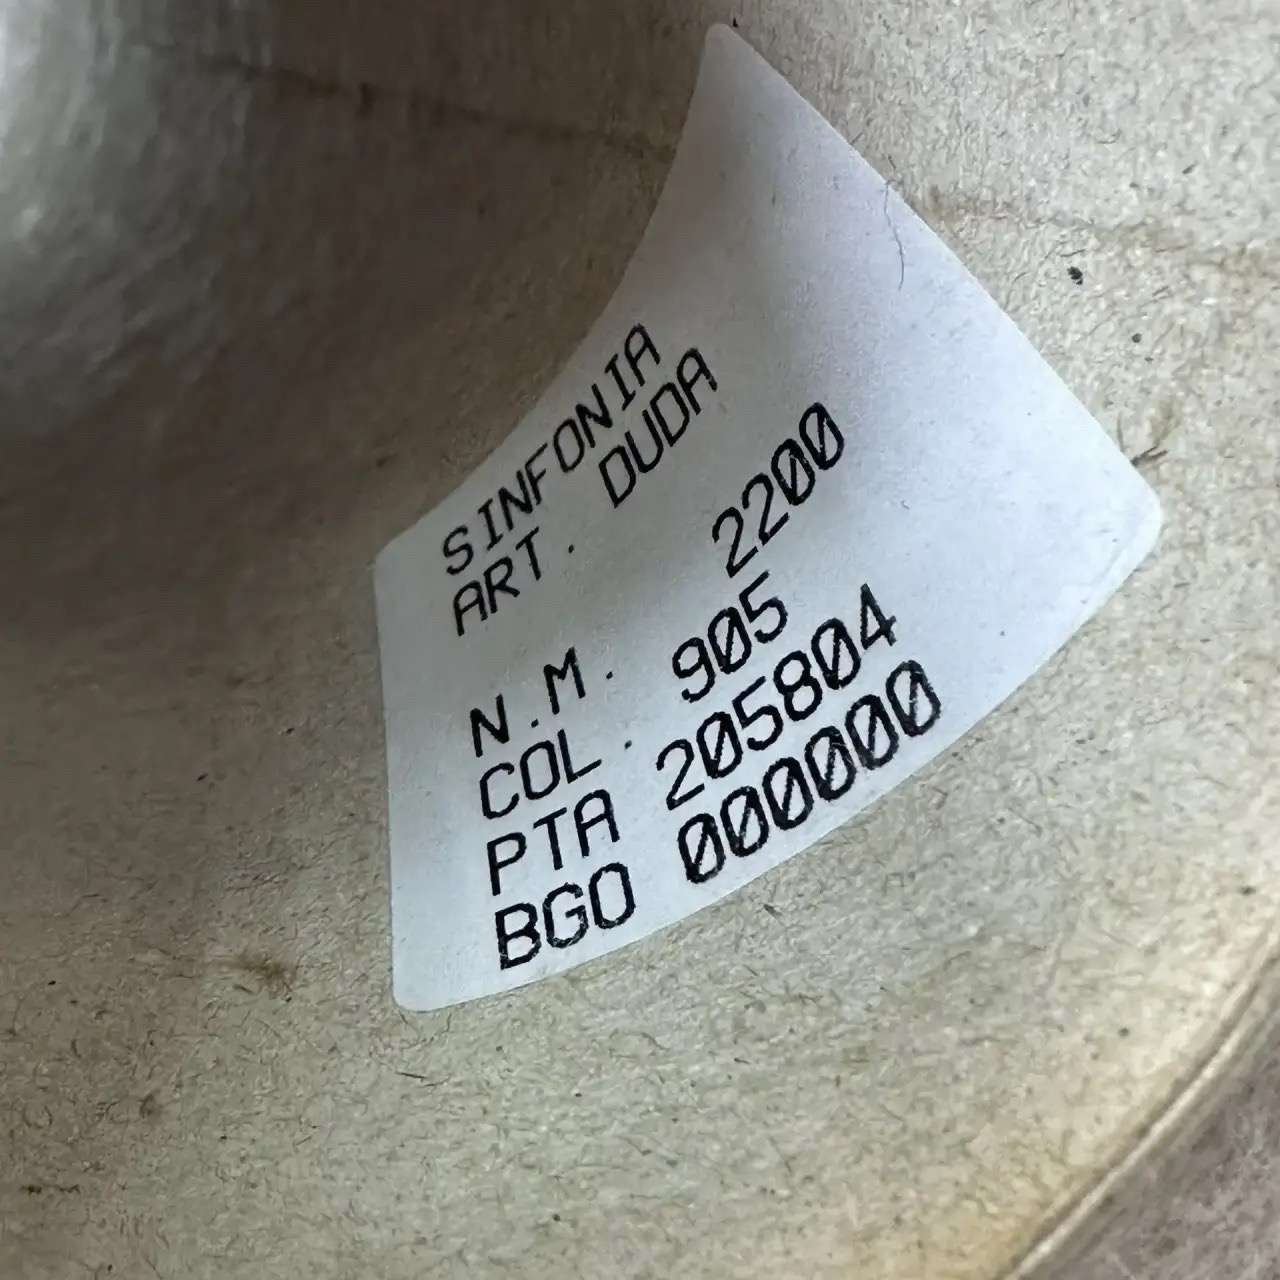 SINFONIA
ART. DUDA
N.M. 2200
COL. 905
PTA 205804
BGO 000000